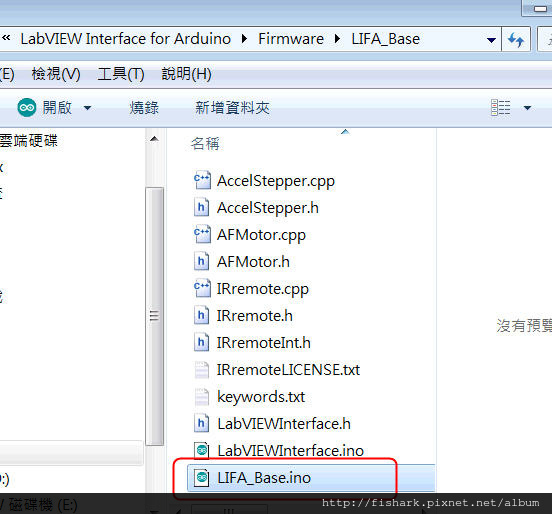 « LabVIEW Interface for Arduino ▸ Firmware ▸ LIFA_Base
(E) 檢視(V) 工具(T) 說明(H)
開啟 燒錄 新增資料夾
雲端硬碟
名稱
AccelStepper.cpp
AccelStepper.h
AFMotor.cpp
AFMotor.h
IRremote.cpp
IRremote.h
IRremoteInt.h
IRremoteLICENSE.txt
keywords.txt
LabVIEWInterface.h
LabVIEWInterface.ino
LIFA_Base.ino
沒有預覽
:)
磁碟機 (E:)
http://fishark.pixnet.net/album